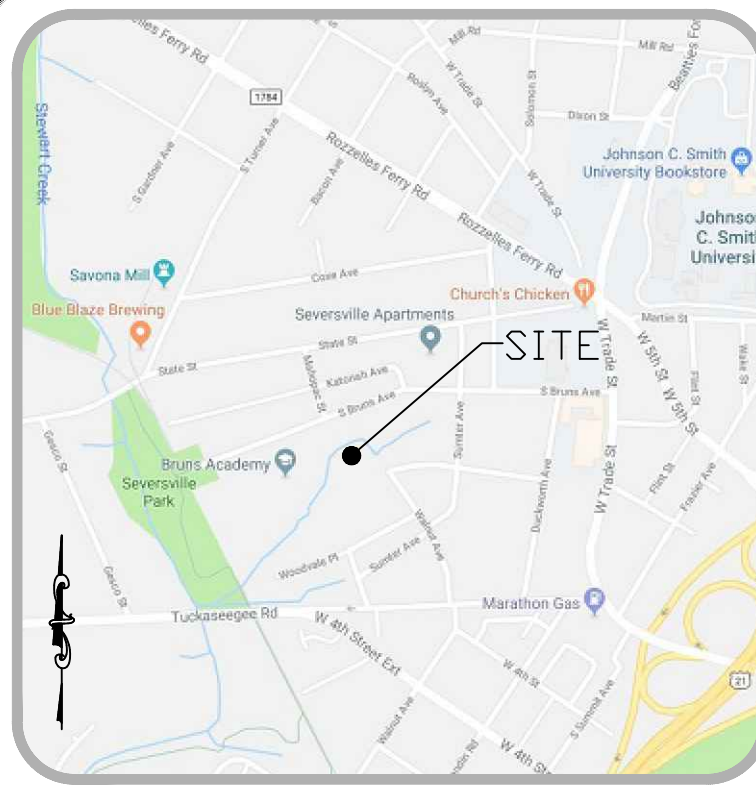 Rozzelles Ferry Rd
Mill Rd
Mill Rd
W Trade St
Roslyn Ave
Solomon St
Dixon St
1784
Stewart Creek
S Gardner Ave
S Turner Ave
Bacon Ave
Rozzelles Ferry Rd
W Trade St
Johnson C. Smith
University Bookstore
Rozzelles Ferry Rd
Savona Mill
Coxe Ave
Church's Chicken
Blue Blaze Brewing
Seversville Apartments
Martin St
State St
State St
SITE
W Trade St
W 5th St
W 5th St
Flint St
Wake St
Katonah Ave
S Bruns Ave
S Bruns Ave
Sumter Ave
Gesco St
Bruns Academy
Seversville
Park
Walnut Ave
Duckworth Ave
W Trade St
Flint St
Frazier Ave
Woodvale Pl
Sumter Ave
Gesco St
Tuckaseegee Rd
Marathon Gas
W 4th Street Ext
W 4th St
21
Walnut Ave
S Summit Ave
W 4th St